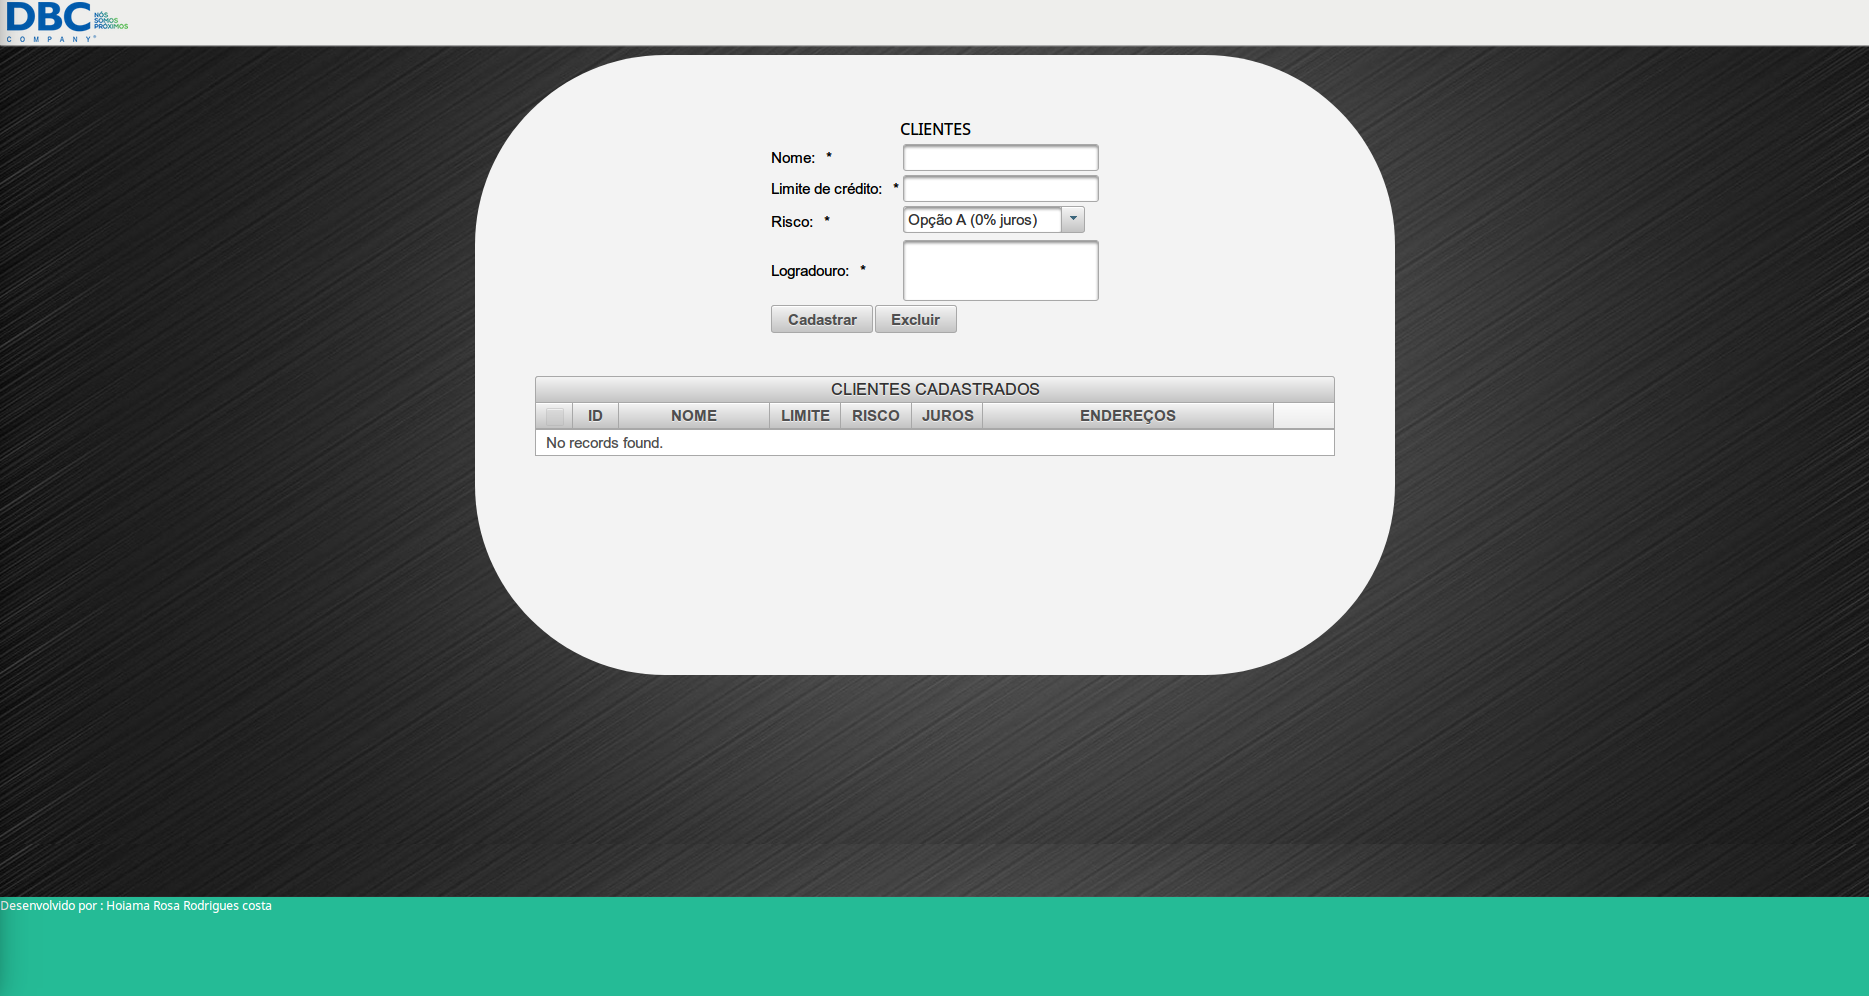 DBC NÓS SOMOS PRÓXIMOS
COMPANY®
CLIENTES
Nome: *
Limite de crédito: *
Risco: * Opção A (0% juros)
Logradouro: *
Cadastrar Excluir
CLIENTES CADASTRADOS
ID NOME LIMITE RISCO JUROS ENDEREÇOS
No records found.
Desenvolvido por : Hoiama Rosa Rodrigues costa